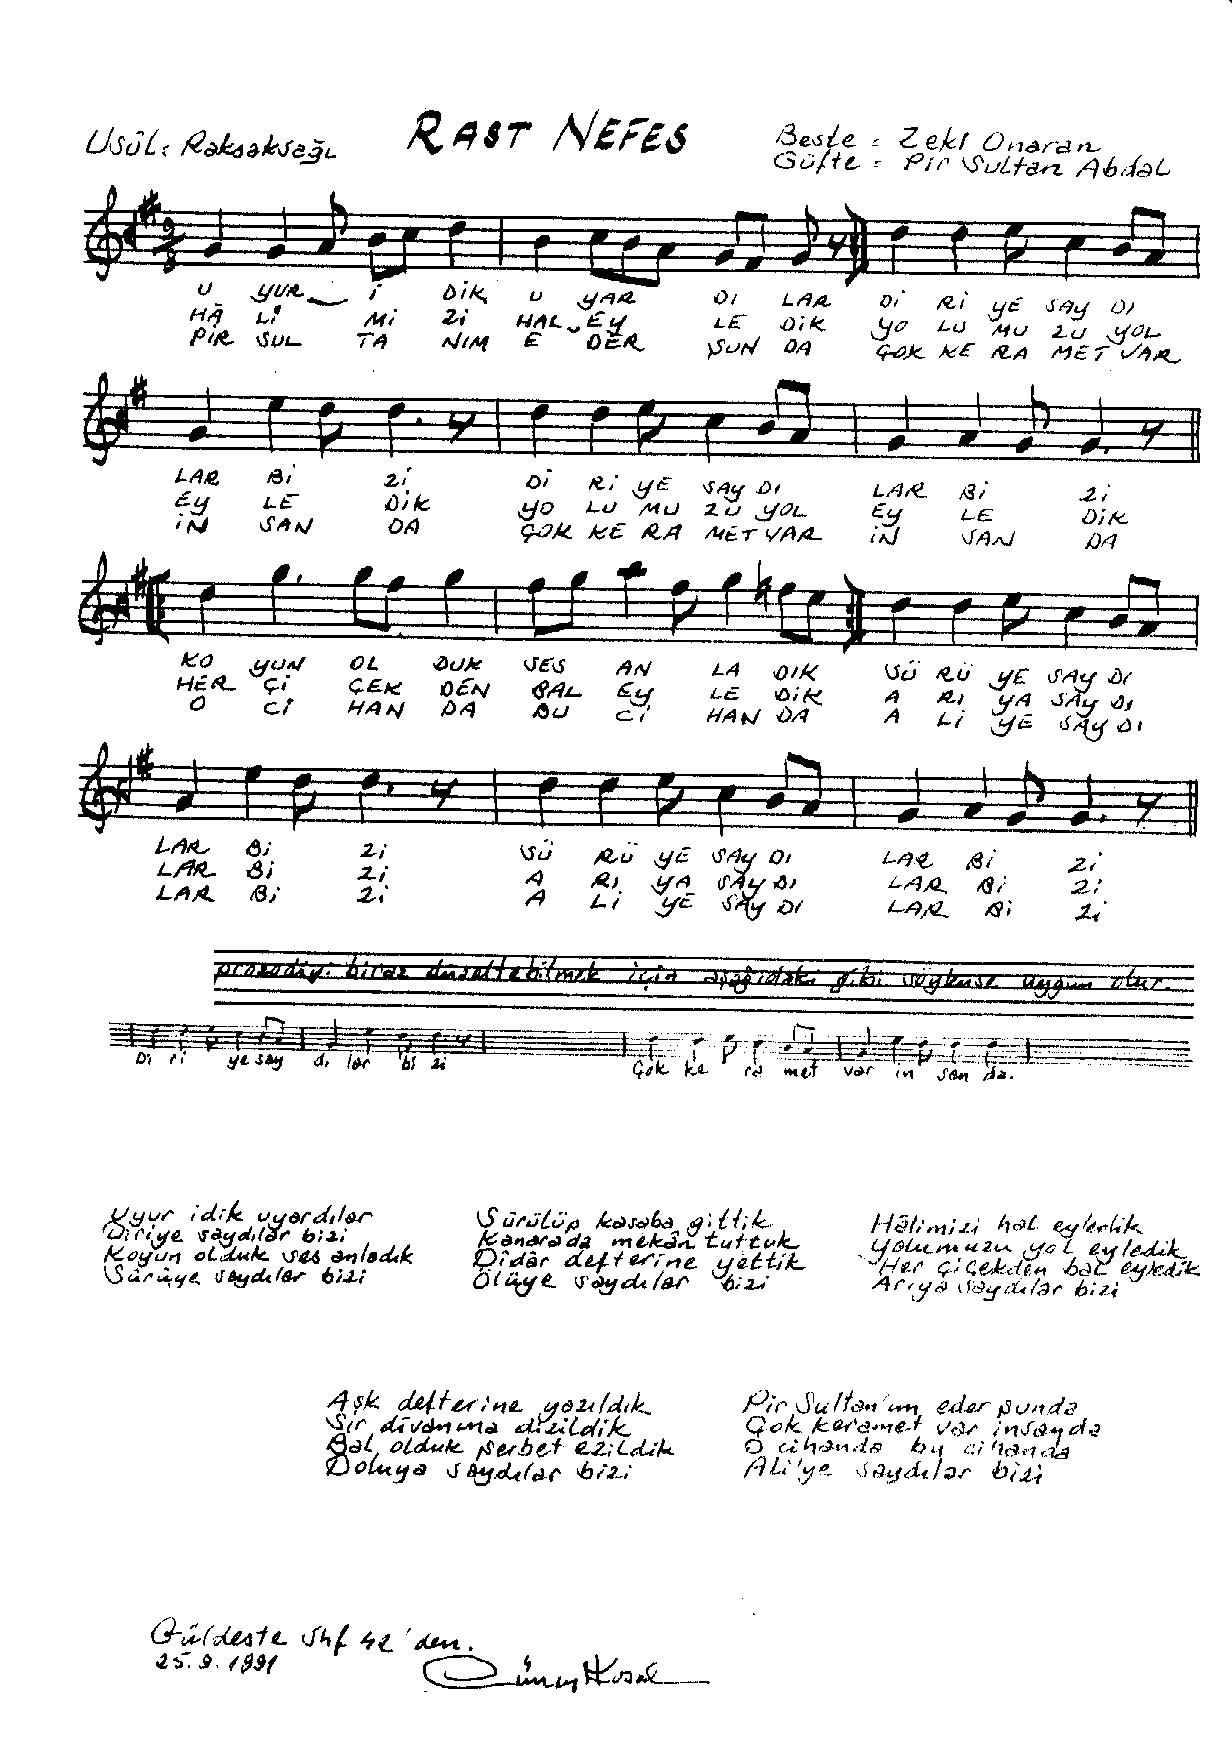 RAST NEFES
Usûl: Raksaksağı
Beste = Zeki Onaran
Güfte = Pir Sultan Abdal
9/8
U YUR İ DİK U YAR DI LAR Dİ Rİ YE SAY DI
HÂ Lİ Mİ Zİ HAL EY LE DİK YO LU MU ZU YOL
PİR SUL TA NIM E DER ŞUN DA ÇOK KE RA MET VAR
LAR Bİ Zİ Dİ Rİ YE SAY DI LAR Bİ Zİ
EY LE DİK YO LU MU ZU YOL EY LE DİK
İN SAN DA ÇOK KE RA MET VAR İN SAN DA
KO YUN OL DUK SES AN LA DIK SÜ RÜ YE SAY DI
HER Çİ ÇEK DEN BAL EY LE DİK A RI YA SAY DI
O Cİ HAN DA BU Cİ HAN DA A Lİ YE SAY DI
LAR Bİ Zİ SÜ RÜ YE SAY DI LAR Bİ Zİ
LAR Bİ Zİ A RI YA SAY DI LAR Bİ Zİ
LAR Bİ Zİ A Lİ YE SAY DI LAR Bİ Zİ
prozodiyi biraz düzeltebilmek için aşağıdaki gibi söylense uygun olur.
Di ri ye say dı lar bi zi Çok ke ra met var in san da.
Uyur idik uyardılar
Diriye saydılar bizi
Koyun olduk ses anladık
Sürüye saydılar bizi
Sürülüp kasaba gittik
Kanarada mekân tuttuk
Dîdâr defterine yettik
Ölüye saydılar bizi
Hâlimizi hal eylerdik
Yolumuzu yol eyledik
Her çiçekden bal eyledik
Arıya saydılar bizi
Aşk defterine yazıldık
Sır dîvanına dizildik
Bal olduk şerbet ezildik
Doluya saydılar bizi
Pir Sultan'ım eder şunda
Çok keramet var insayda
O cihanda bu cihanda
Ali'ye saydılar bizi
Güldeste Shf 42'den.
25.9.1991